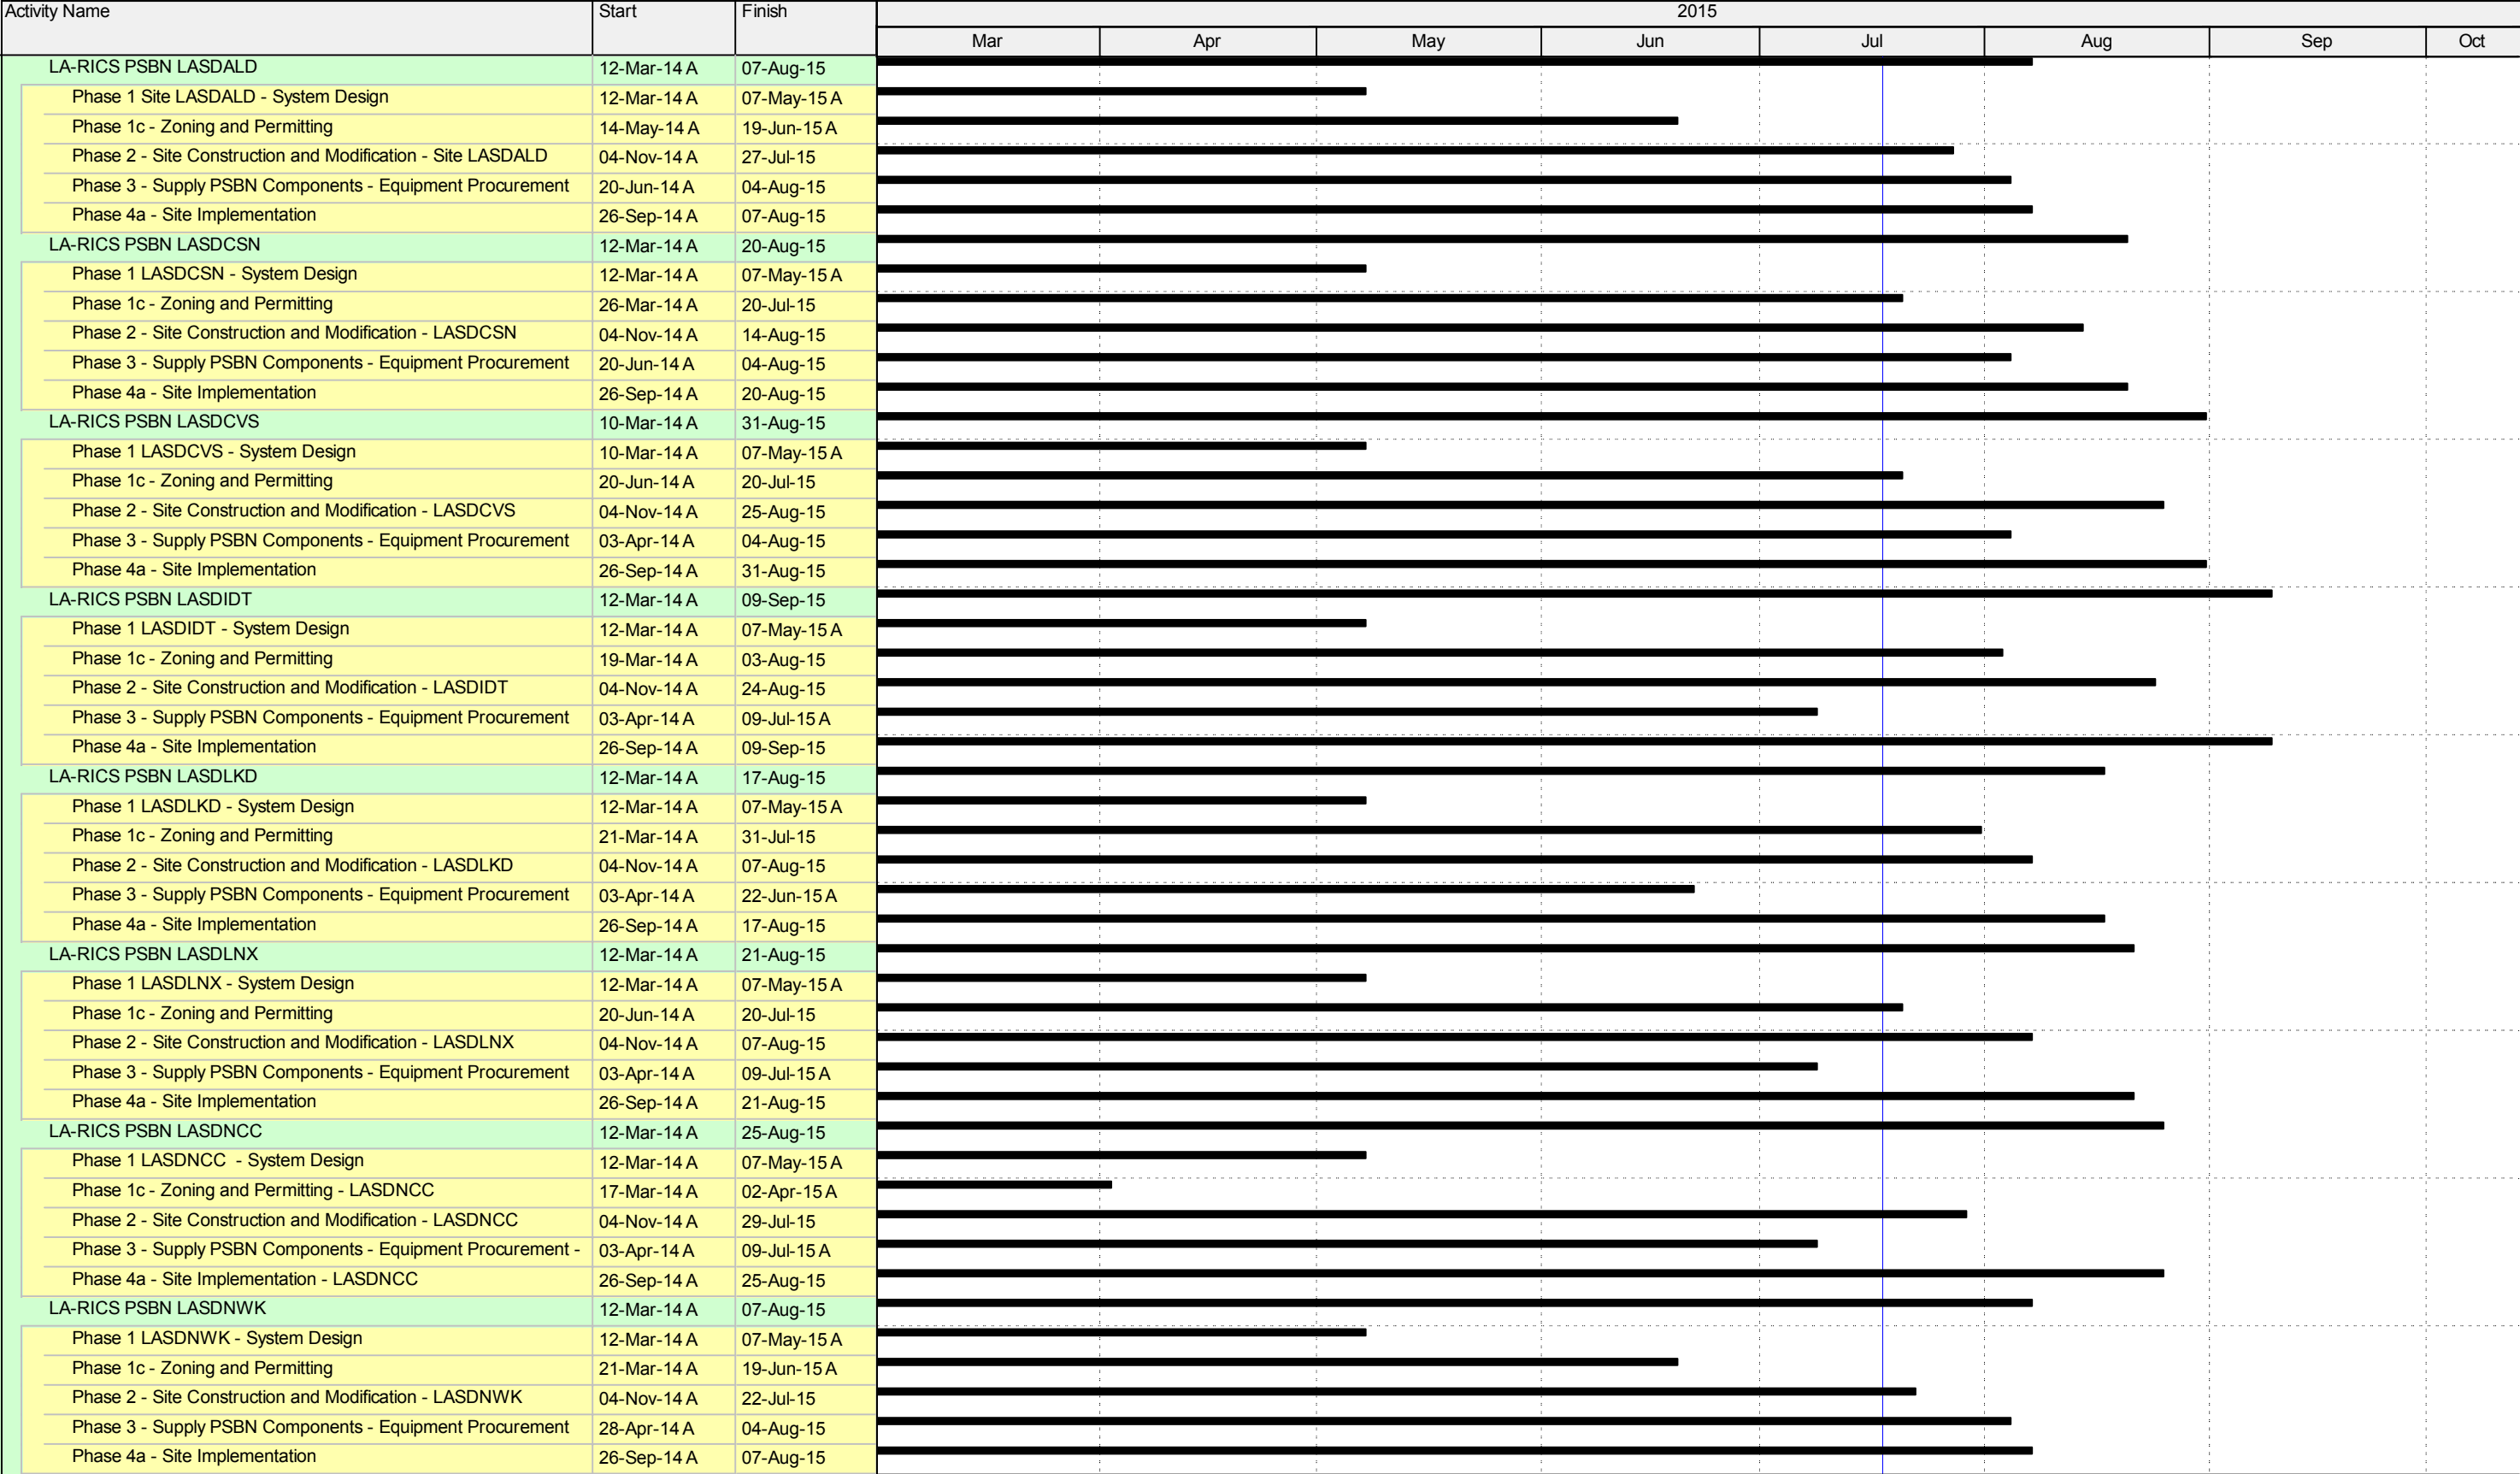 Activity Name Start Finish 2015
Mar Apr May Jun Jul Aug Sep Oct
LA-RICS PSBN LASDALD 12-Mar-14 A 07-Aug-15
Phase 1 Site LASDALD - System Design 12-Mar-14 A 07-May-15 A
Phase 1c - Zoning and Permitting 14-May-14 A 19-Jun-15 A
Phase 2 - Site Construction and Modification - Site LASDALD 04-Nov-14 A 27-Jul-15
Phase 3 - Supply PSBN Components - Equipment Procurement 20-Jun-14 A 04-Aug-15
Phase 4a - Site Implementation 26-Sep-14 A 07-Aug-15
LA-RICS PSBN LASDCSN 12-Mar-14 A 20-Aug-15
Phase 1 LASDCSN - System Design 12-Mar-14 A 07-May-15 A
Phase 1c - Zoning and Permitting 26-Mar-14 A 20-Jul-15
Phase 2 - Site Construction and Modification - LASDCSN 04-Nov-14 A 14-Aug-15
Phase 3 - Supply PSBN Components - Equipment Procurement 20-Jun-14 A 04-Aug-15
Phase 4a - Site Implementation 26-Sep-14 A 20-Aug-15
LA-RICS PSBN LASDCVS 10-Mar-14 A 31-Aug-15
Phase 1 LASDCVS - System Design 10-Mar-14 A 07-May-15 A
Phase 1c - Zoning and Permitting 20-Jun-14 A 20-Jul-15
Phase 2 - Site Construction and Modification - LASDCVS 04-Nov-14 A 25-Aug-15
Phase 3 - Supply PSBN Components - Equipment Procurement 03-Apr-14 A 04-Aug-15
Phase 4a - Site Implementation 26-Sep-14 A 31-Aug-15
LA-RICS PSBN LASDIDT 12-Mar-14 A 09-Sep-15
Phase 1 LASDIDT - System Design 12-Mar-14 A 07-May-15 A
Phase 1c - Zoning and Permitting 19-Mar-14 A 03-Aug-15
Phase 2 - Site Construction and Modification - LASDIDT 04-Nov-14 A 24-Aug-15
Phase 3 - Supply PSBN Components - Equipment Procurement 03-Apr-14 A 09-Jul-15 A
Phase 4a - Site Implementation 26-Sep-14 A 09-Sep-15
LA-RICS PSBN LASDLKD 12-Mar-14 A 17-Aug-15
Phase 1 LASDLKD - System Design 12-Mar-14 A 07-May-15 A
Phase 1c - Zoning and Permitting 21-Mar-14 A 31-Jul-15
Phase 2 - Site Construction and Modification - LASDLKD 04-Nov-14 A 07-Aug-15
Phase 3 - Supply PSBN Components - Equipment Procurement 03-Apr-14 A 22-Jun-15 A
Phase 4a - Site Implementation 26-Sep-14 A 17-Aug-15
LA-RICS PSBN LASDLNX 12-Mar-14 A 21-Aug-15
Phase 1 LASDLNX - System Design 12-Mar-14 A 07-May-15 A
Phase 1c - Zoning and Permitting 20-Jun-14 A 20-Jul-15
Phase 2 - Site Construction and Modification - LASDLNX 04-Nov-14 A 07-Aug-15
Phase 3 - Supply PSBN Components - Equipment Procurement 03-Apr-14 A 09-Jul-15 A
Phase 4a - Site Implementation 26-Sep-14 A 21-Aug-15
LA-RICS PSBN LASDNCC 12-Mar-14 A 25-Aug-15
Phase 1 LASDNCC - System Design 12-Mar-14 A 07-May-15 A
Phase 1c - Zoning and Permitting - LASDNCC 17-Mar-14 A 02-Apr-15 A
Phase 2 - Site Construction and Modification - LASDNCC 04-Nov-14 A 29-Jul-15
Phase 3 - Supply PSBN Components - Equipment Procurement - 03-Apr-14 A 09-Jul-15 A
Phase 4a - Site Implementation - LASDNCC 26-Sep-14 A 25-Aug-15
LA-RICS PSBN LASDNWK 12-Mar-14 A 07-Aug-15
Phase 1 LASDNWK - System Design 12-Mar-14 A 07-May-15 A
Phase 1c - Zoning and Permitting 21-Mar-14 A 19-Jun-15 A
Phase 2 - Site Construction and Modification - LASDNWK 04-Nov-14 A 22-Jul-15
Phase 3 - Supply PSBN Components - Equipment Procurement 28-Apr-14 A 04-Aug-15
Phase 4a - Site Implementation 26-Sep-14 A 07-Aug-15